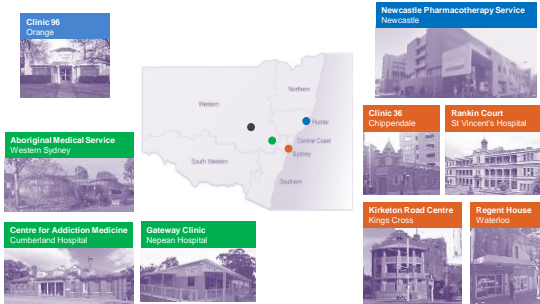 Clinic 96
Orange
Newcastle Pharmacotherapy Service
Newcastle
Northern
Western
Hunter
Central Coast
Sydney
South Western
Southern
Clinic 36
Chippendale
Rankin Court
St Vincent's Hospital
Aboriginal Medical Service
Western Sydney
Centre for Addiction Medicine
Cumberland Hospital
Gateway Clinic
Nepean Hospital
Kirketon Road Centre
Kings Cross
Regent House
Waterloo